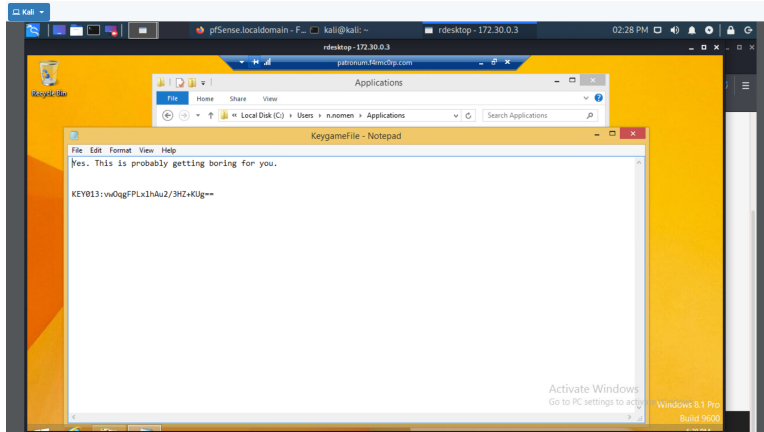 Kali
pfSense.localdomain - F...
kali@kali: ~
rdesktop - 172.30.0.3
02:28 PM
rdesktop - 172.30.0.3
patronum.f4rmc0rp.com
Recycle Bin
Applications
File Home Share View
« Local Disk (C:) › Users › n.nomen › Applications
Search Applications
KeygameFile - Notepad
File Edit Format View Help
Yes. This is probably getting boring for you.
KEY013:vwOqgFPLxlhAu2/3HZ+KUg==
Activate Windows
Go to PC settings to activ
Windows 8.1 Pro
Build 9600